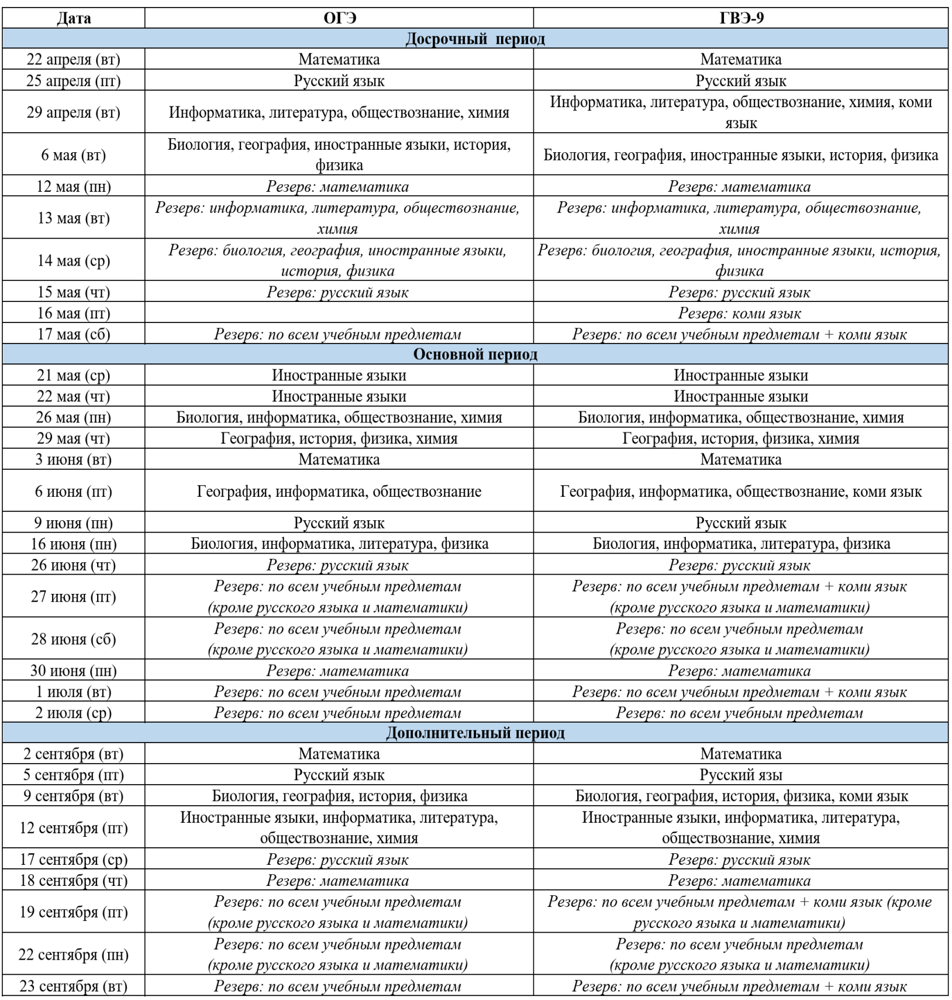 Дата ОГЭ ГВЭ-9
Досрочный период
22 апреля (вт) Математика Математика
25 апреля (пт) Русский язык Русский язык
29 апреля (вт) Информатика, литература, обществознание, химия Информатика, литература, обществознание, химия, коми
язык
6 мая (вт) Биология, география, иностранные языки, история,
физика Биология, география, иностранные языки, история, физика
12 мая (пн) Резерв: математика Резерв: математика
13 мая (вт) Резерв: информатика, литература, обществознание,
химия Резерв: информатика, литература, обществознание,
химия
14 мая (ср) Резерв: биология, география, иностранные языки,
история, физика Резерв: биология, география, иностранные языки, история,
физика
15 мая (чт) Резерв: русский язык Резерв: русский язык
16 мая (пт) Резерв: коми язык
17 мая (сб) Резерв: по всем учебным предметам Резерв: по всем учебным предметам + коми язык
Основной период
21 мая (ср) Иностранные языки Иностранные языки
22 мая (чт) Иностранные языки Иностранные языки
26 мая (пн) Биология, информатика, обществознание, химия Биология, информатика, обществознание, химия
29 мая (чт) География, история, физика, химия География, история, физика, химия
3 июня (вт) Математика Математика
6 июня (пт) География, информатика, обществознание География, информатика, обществознание, коми язык
9 июня (пн) Русский язык Русский язык
16 июня (пн) Биология, информатика, литература, физика Биология, информатика, литература, физика
26 июня (чт) Резерв: русский язык Резерв: русский язык
27 июня (пт) Резерв: по всем учебным предметам
(кроме русского языка и математики) Резерв: по всем учебным предметам + коми язык
(кроме русского языка и математики)
28 июня (сб) Резерв: по всем учебным предметам
(кроме русского языка и математики) Резерв: по всем учебным предметам
(кроме русского языка и математики)
30 июня (пн) Резерв: математика Резерв: математика
1 июля (вт) Резерв: по всем учебным предметам Резерв: по всем учебным предметам + коми язык
2 июля (ср) Резерв: по всем учебным предметам Резерв: по всем учебным предметам
Дополнительный период
2 сентября (вт) Математика Математика
5 сентября (пт) Русский язык Русский язы
9 сентября (вт) Биология, география, история, физика Биология, география, история, физика, коми язык
12 сентября (пт) Иностранные языки, информатика, литература,
обществознание, химия Иностранные языки, информатика, литература,
обществознание, химия
17 сентября (ср) Резерв: русский язык Резерв: русский язык
18 сентября (чт) Резерв: математика Резерв: математика
19 сентября (пт) Резерв: по всем учебным предметам
(кроме русского языка и математики) Резерв: по всем учебным предметам + коми язык (кроме
русского языка и математики)
22 сентября (пн) Резерв: по всем учебным предметам
(кроме русского языка и математики) Резерв: по всем учебным предметам
(кроме русского языка и математики)
23 сентября (вт) Резерв: по всем учебным предметам Резерв: по всем учебным предметам + коми язык